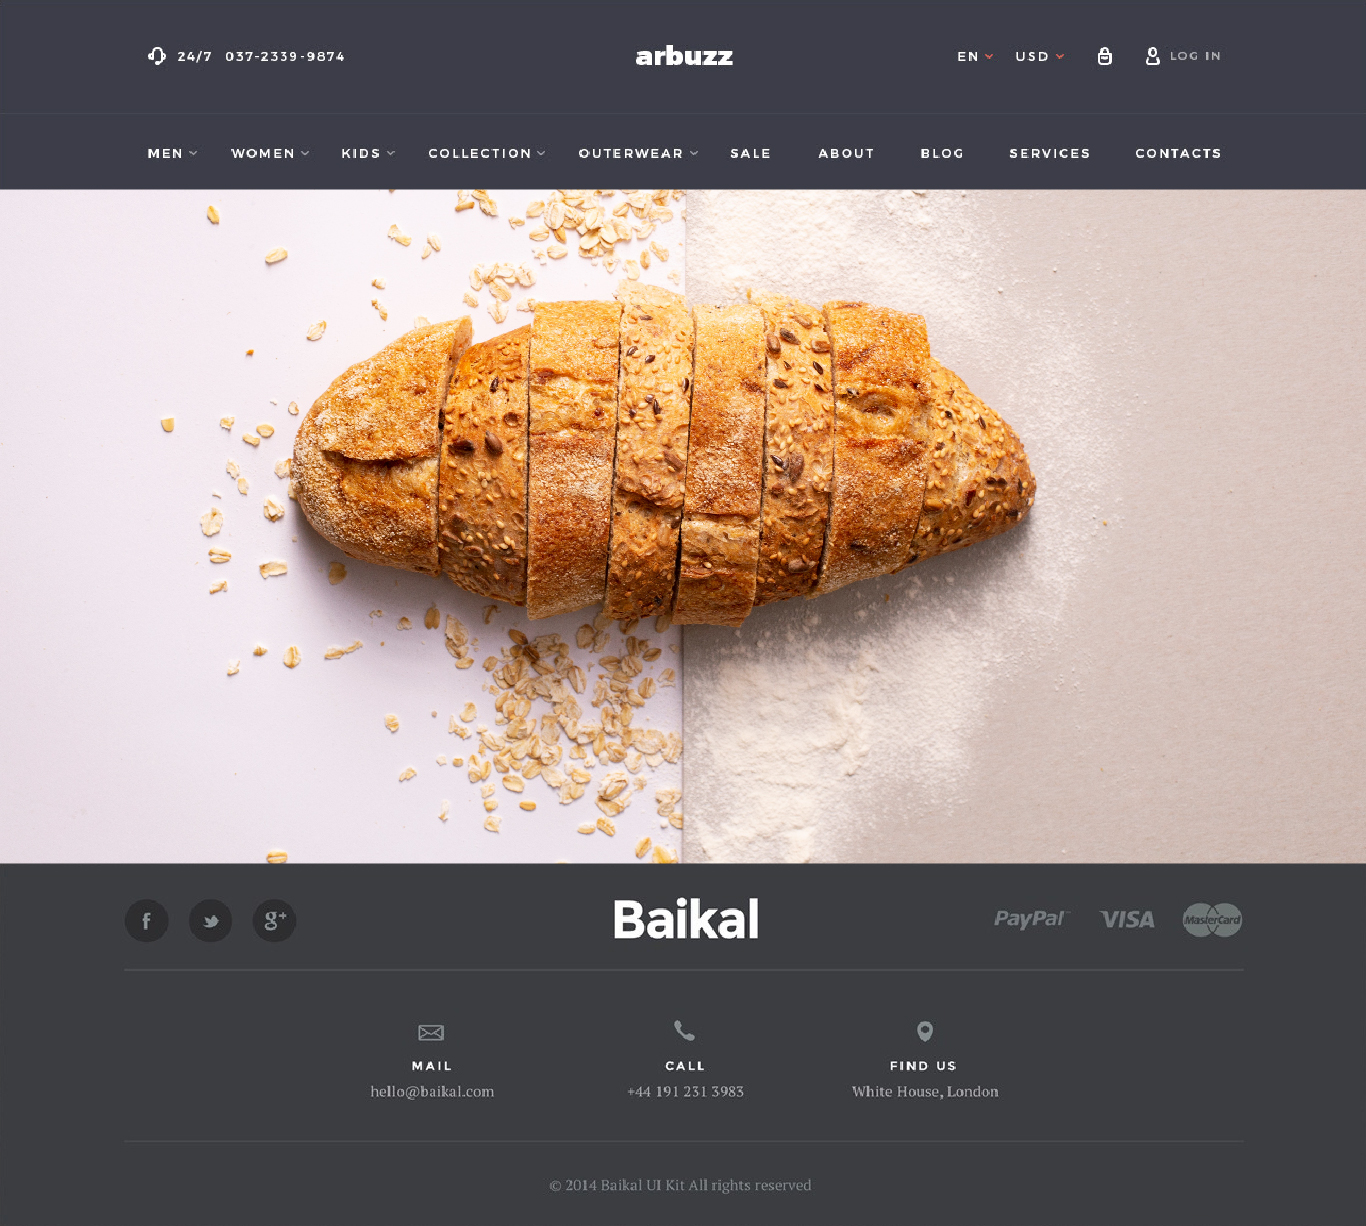 24/7 037-2339-9874
arbuzz
EN USD LOG IN
MEN WOMEN KIDS COLLECTION OUTERWEAR SALE ABOUT BLOG SERVICES CONTACTS
f g+
Baikal
PayPal VISA MasterCard
MAIL CALL FIND US
hello@baikal.com +44 191 231 3983 White House, London
© 2014 Baikal UI Kit All rights reserved